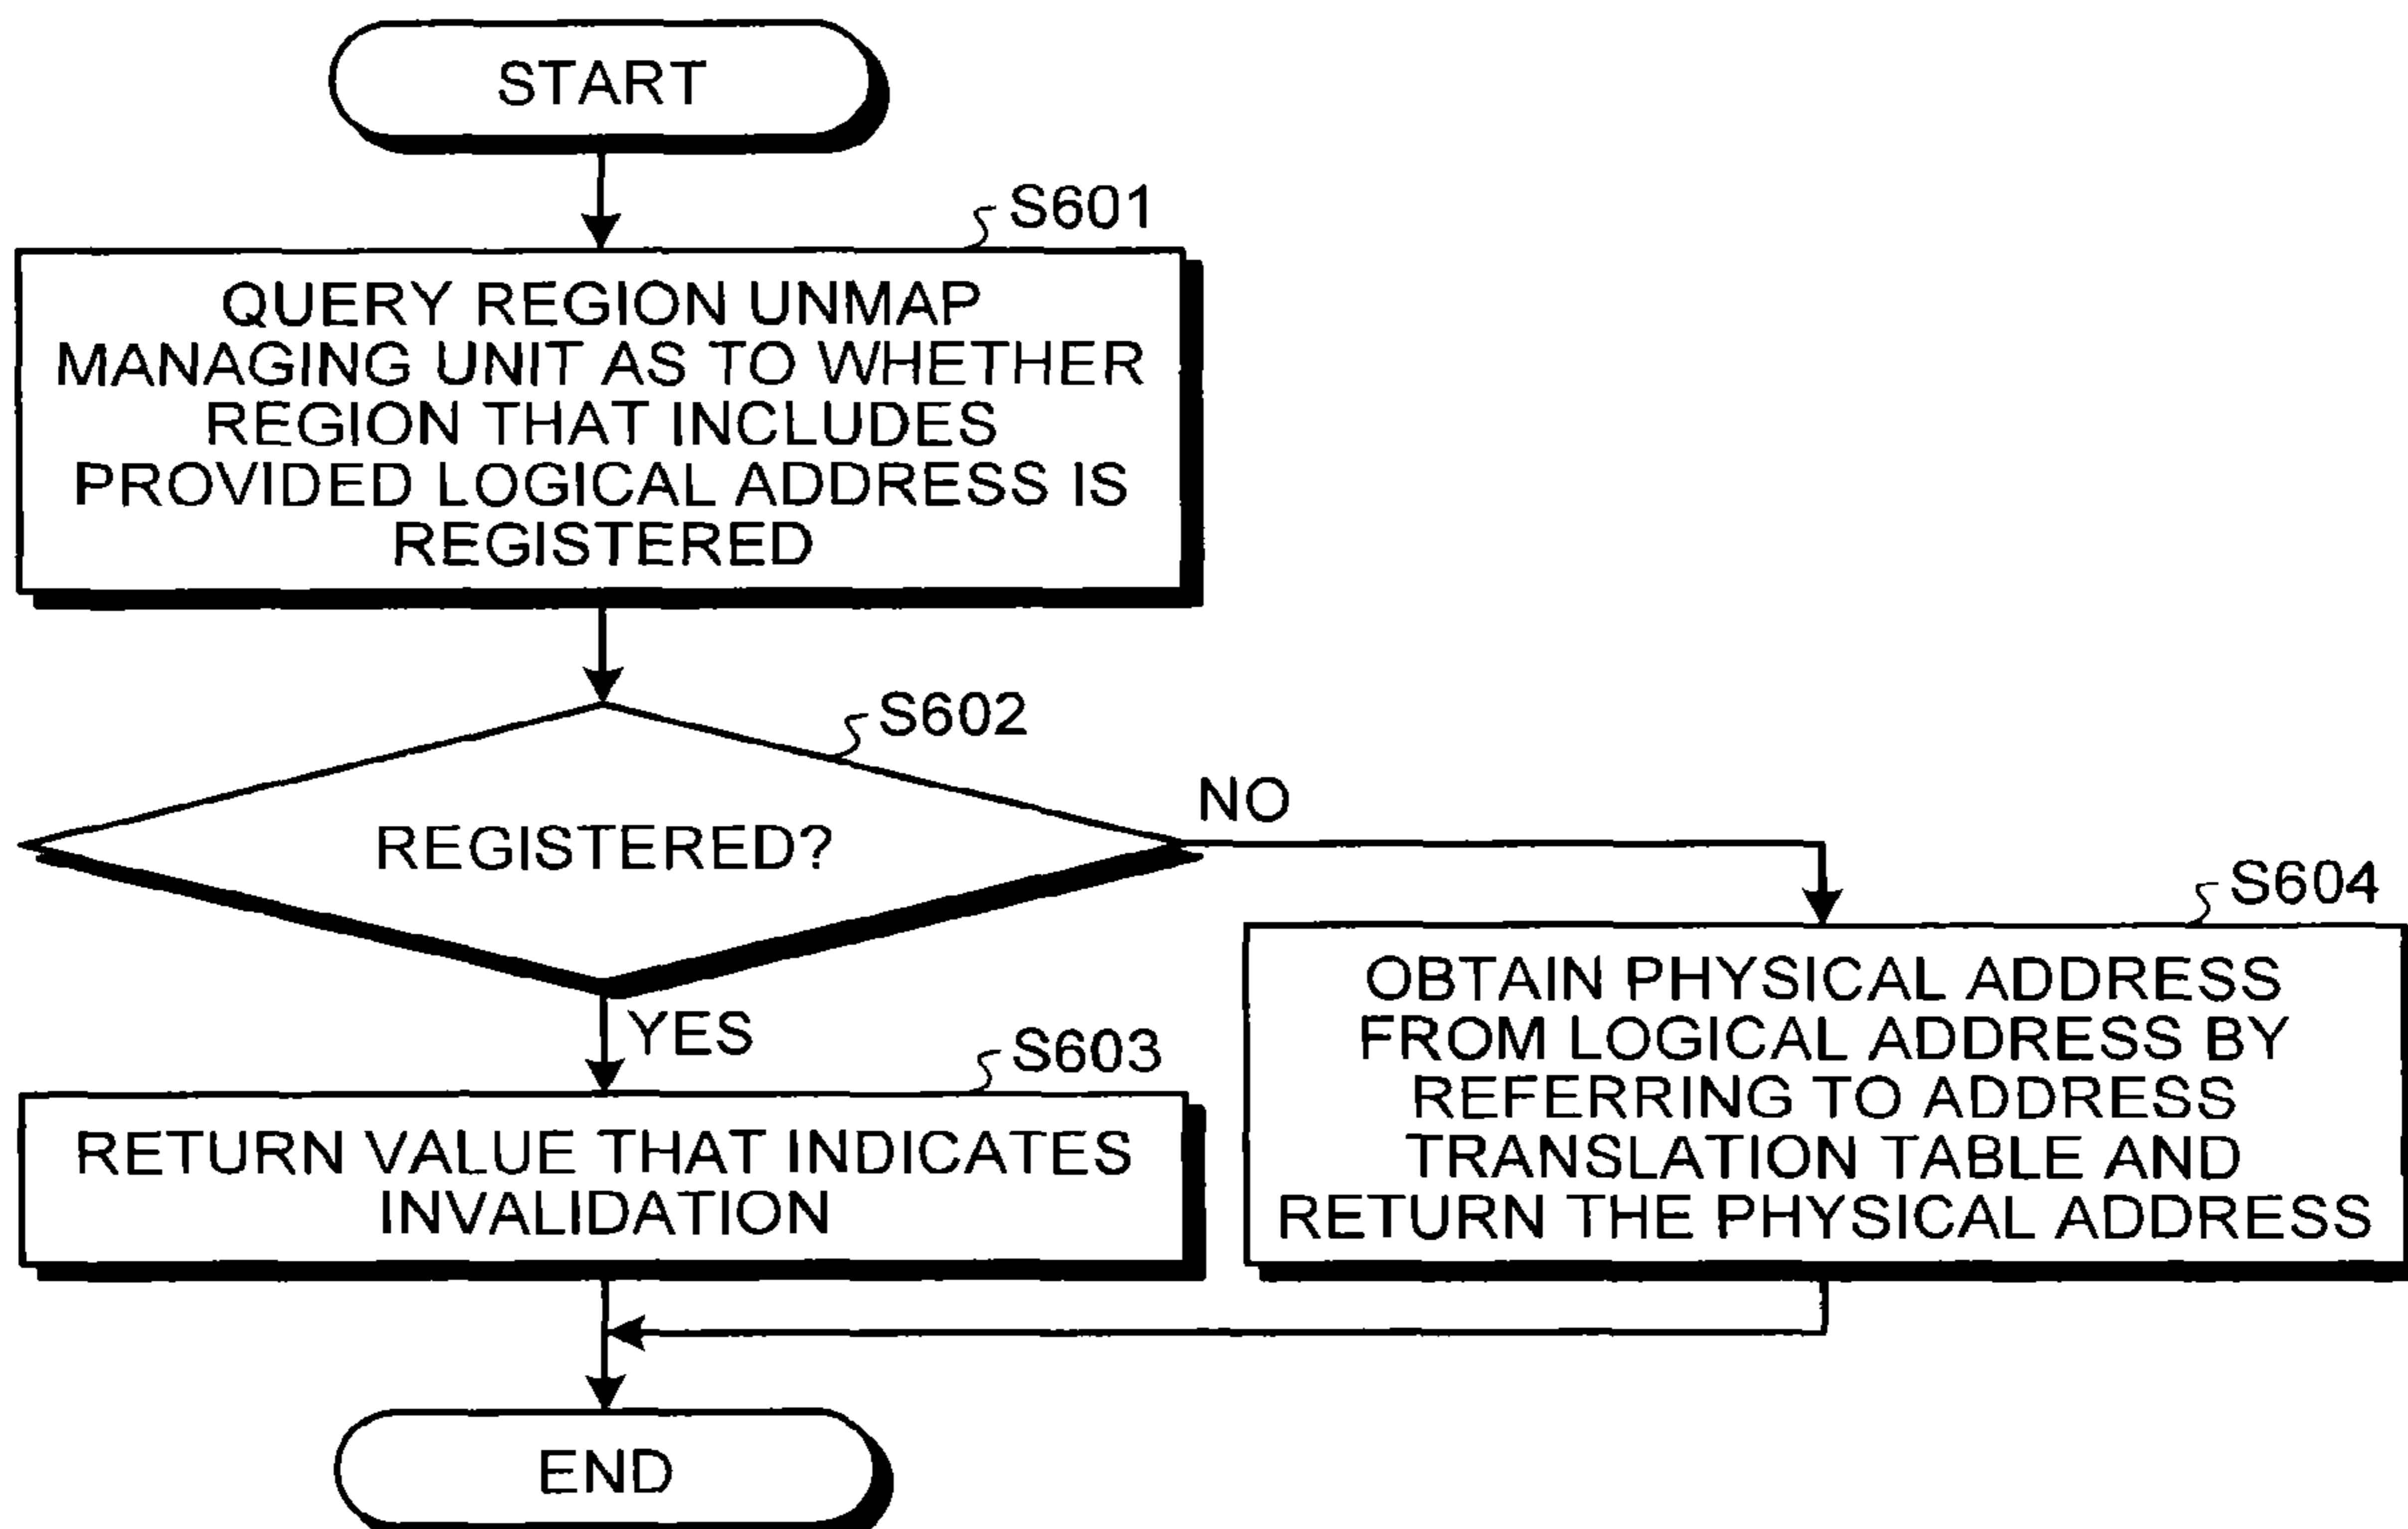 START
S601
QUERY REGION UNMAP
MANAGING UNIT AS TO WHETHER
REGION THAT INCLUDES
PROVIDED LOGICAL ADDRESS IS
REGISTERED
S602
REGISTERED?
NO
YES
S603
RETURN VALUE THAT INDICATES
INVALIDATION
S604
OBTAIN PHYSICAL ADDRESS
FROM LOGICAL ADDRESS BY
REFERRING TO ADDRESS
TRANSLATION TABLE AND
RETURN THE PHYSICAL ADDRESS
END